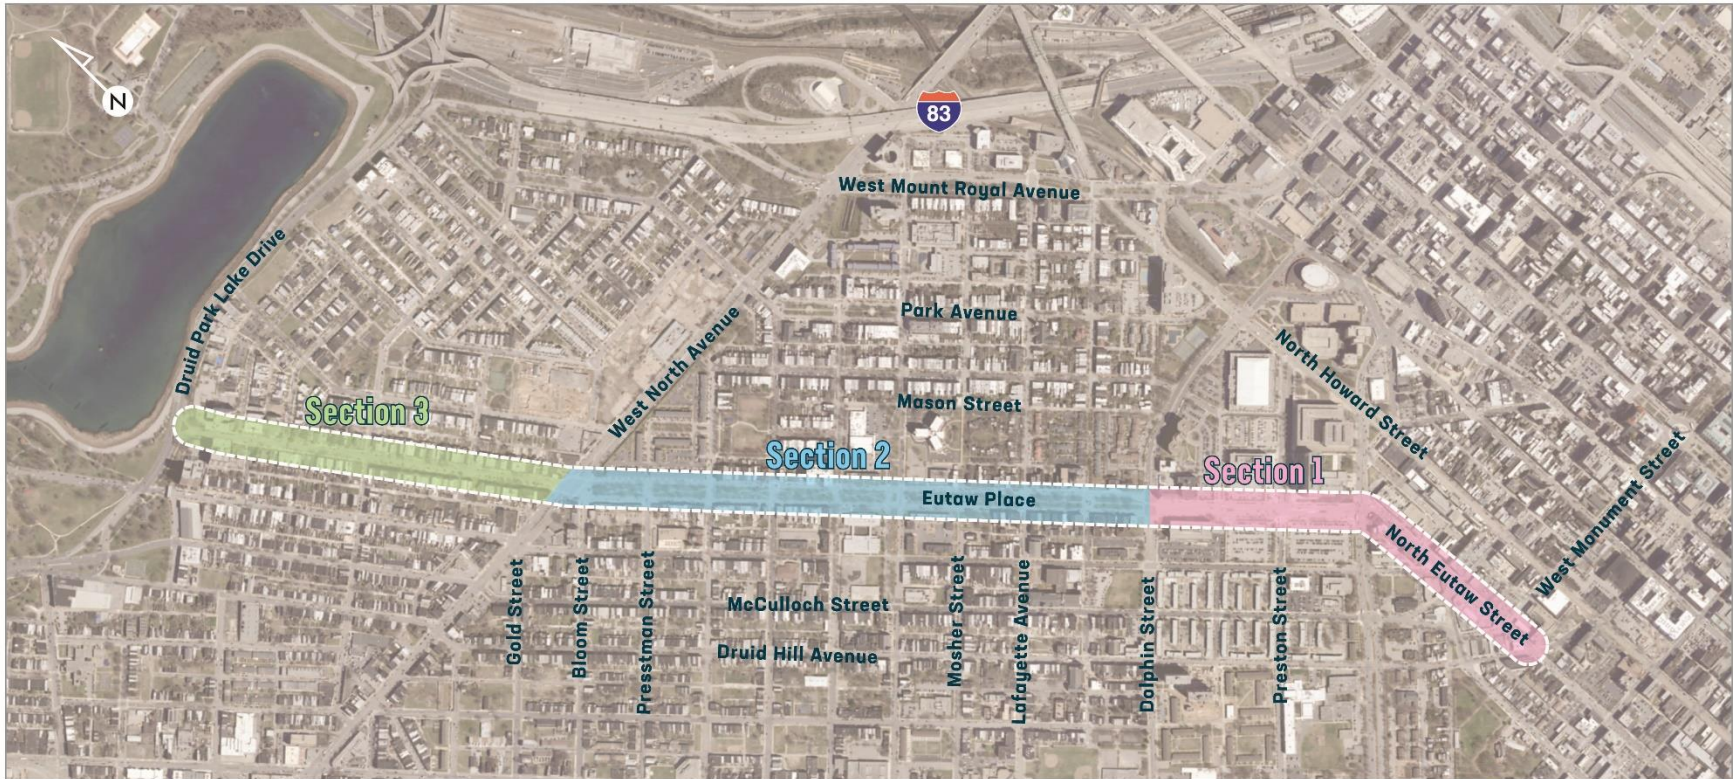 N
83
West Mount Royal Avenue
Druid Park Lake Drive
Park Avenue
West North Avenue
North Howard Street
Mason Street
Section 3
Section 2
Section 1
Eutaw Place
North Eutaw Street
West Monument Street
Gold Street
Bloom Street
Presstman Street
McCulloch Street
Druid Hill Avenue
Mosher Street
Lafayette Avenue
Dolphin Street
Preston Street